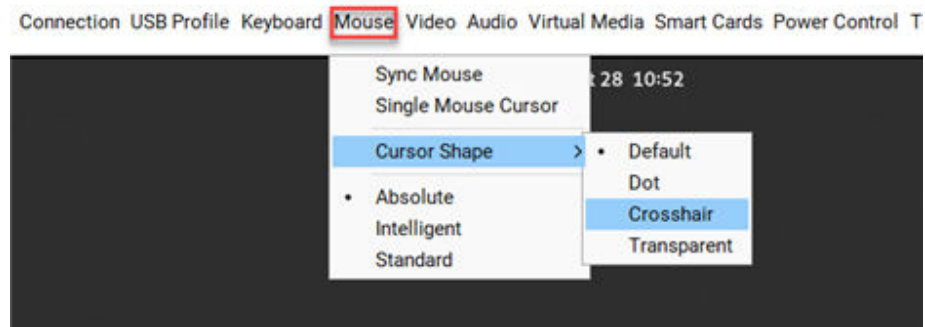 Connection USB Profile Keyboard Mouse Video Audio Virtual Media Smart Cards Power Control T
28 10:52
Sync Mouse
Single Mouse Cursor
Cursor Shape >
• Absolute
Intelligent
Standard
• Default
Dot
Crosshair
Transparent